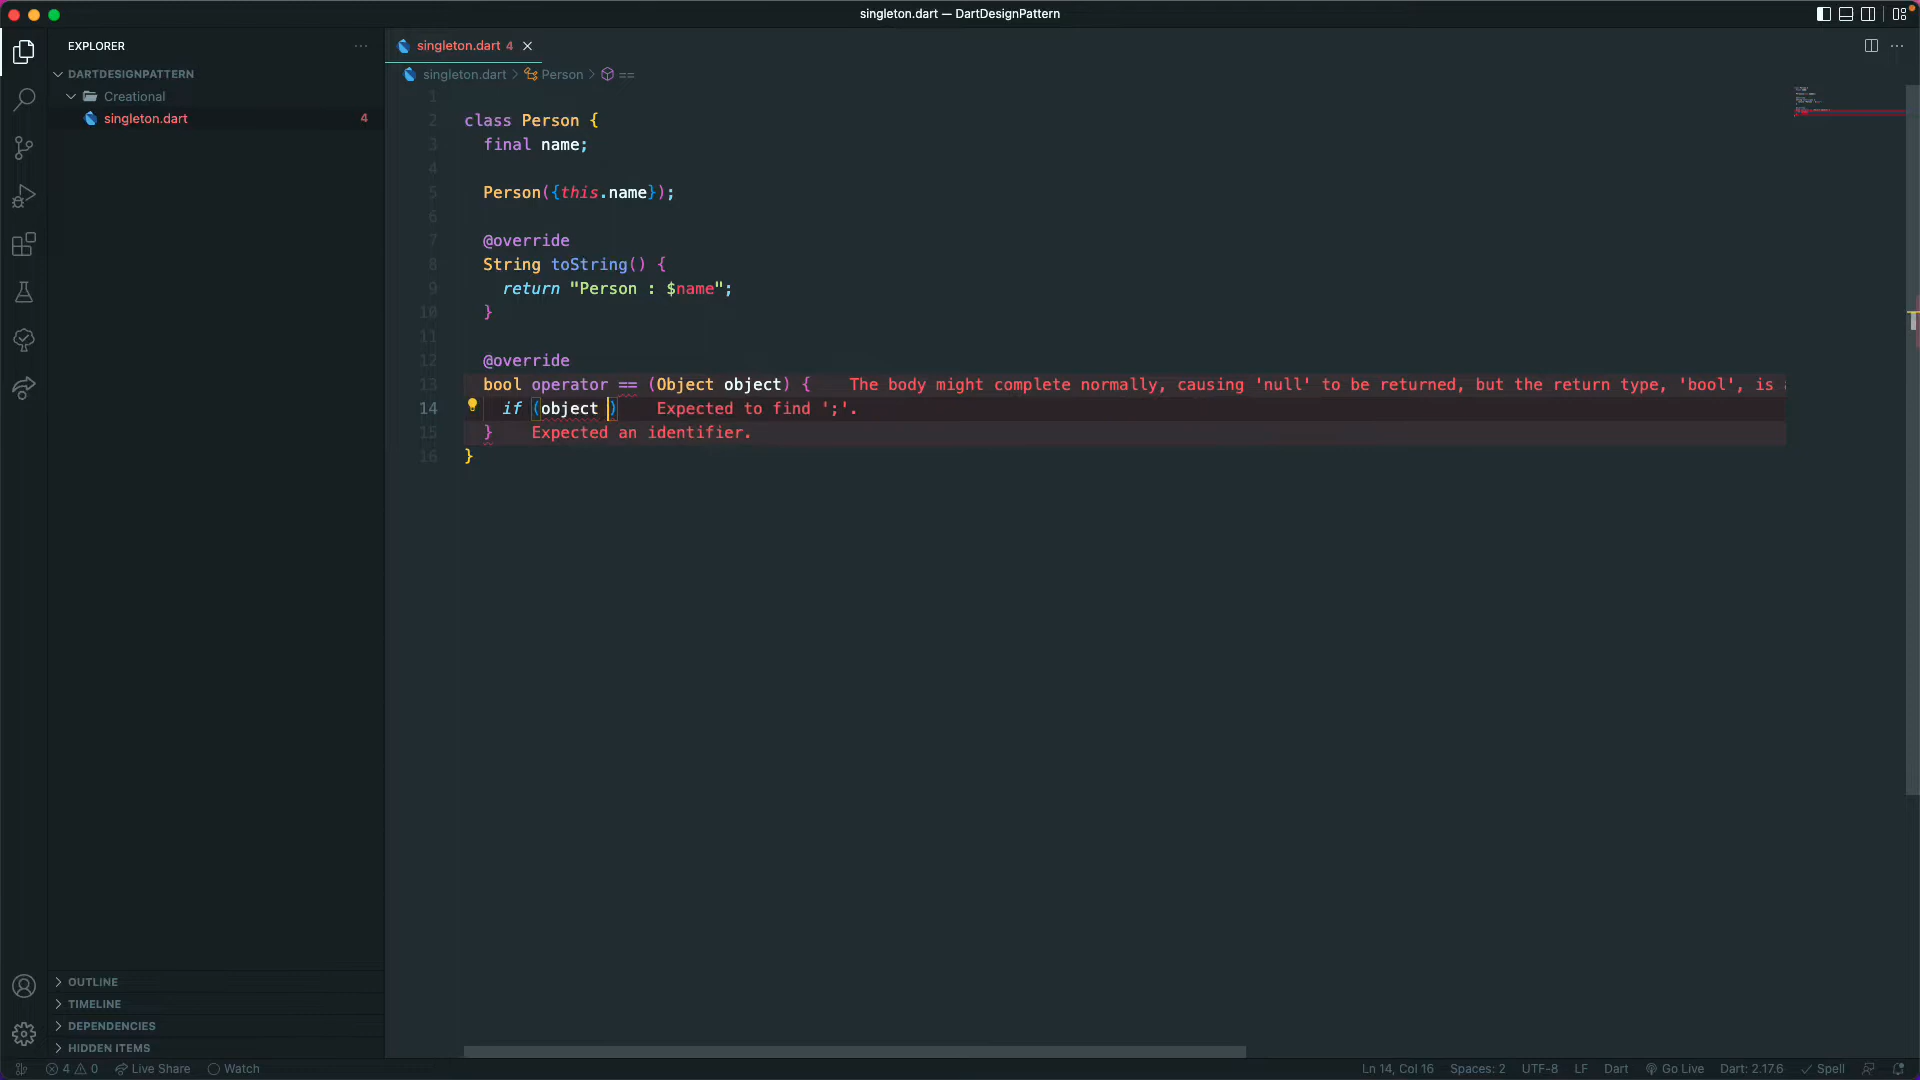 singleton.dart — DartDesignPattern
EXPLORER
DARTDESIGNPATTERN
Creational
singleton.dart 4
singleton.dart 4
singleton.dart > Person > ==
1
2 class Person {
3 final name;
4
5 Person({this.name});
6
7 @override
8 String toString() {
9 return "Person : $name";
10 }
11
12 @override
13 bool operator == (Object object) { The body might complete normally, causing 'null' to be returned, but the return type, 'bool', is
14 if (object ) Expected to find ';'.
15 } Expected an identifier.
16 }
OUTLINE
TIMELINE
DEPENDENCIES
HIDDEN ITEMS
4 0 Live Share Watch Ln 14, Col 16 Spaces: 2 UTF-8 LF Dart Go Live Dart: 2.17.6 Spell